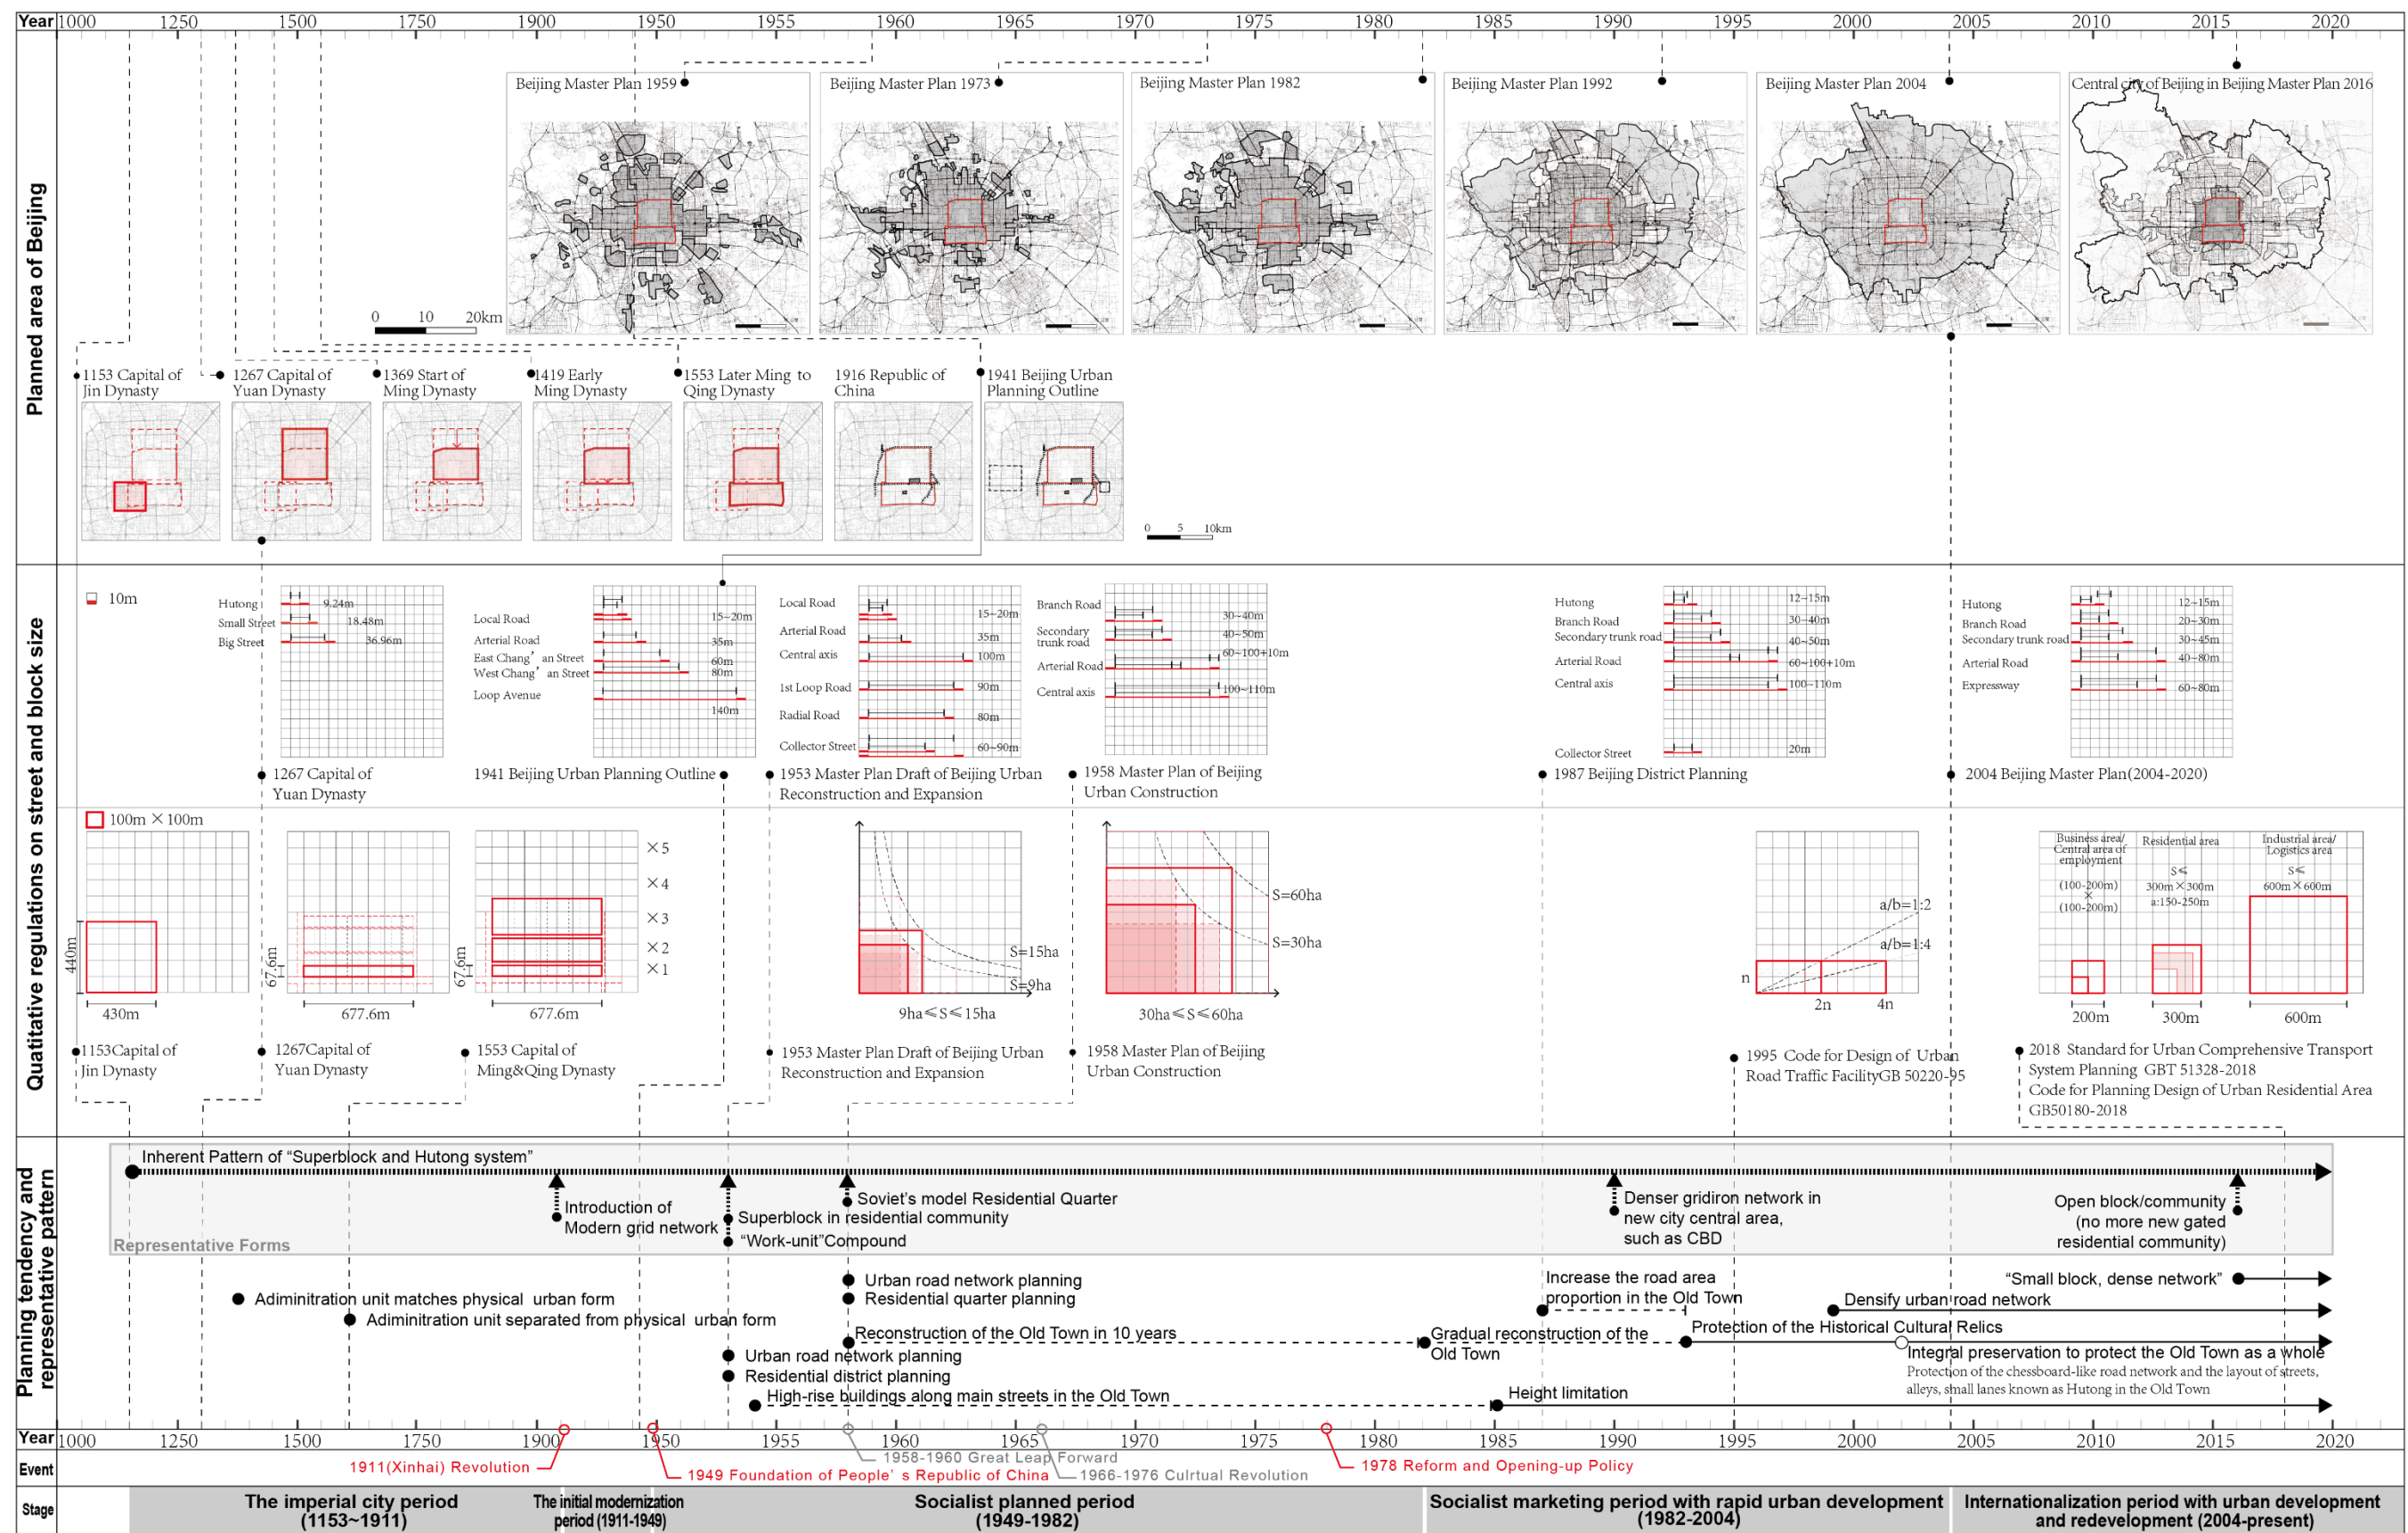 Year 1000 1250 1500 1750 1900 1950 1955 1960 1965 1970 1975 1980 1985 1990 1995 2000 2005 2010 2015 2020
Planned area of Beijing
Beijing Master Plan 1959
Beijing Master Plan 1973
Beijing Master Plan 1982
Beijing Master Plan 1992
Beijing Master Plan 2004
Central city of Beijing in Beijing Master Plan 2016
0 10 20km
1153 Capital of
Jin Dynasty
1267 Capital of
Yuan Dynasty
1369 Start of
Ming Dynasty
1419 Early
Ming Dynasty
1553 Later Ming to
Qing Dynasty
1916 Republic of
China
1941 Beijing Urban
Planning Outline
0 5 10km
Quatitative regulations on street and block size
10m
Hutong 9.24m
Small Street 18.48m
Big Street 36.96m
1267 Capital of
Yuan Dynasty
Local Road 15~20m
Arterial Road 35m
East Chang’an Street 60m
West Chang’an Street 80m
Loop Avenue
140m
1941 Beijing Urban Planning Outline
Local Road 15~20m
Arterial Road 35m
Central axis 100m
1st Loop Road 90m
Radial Road 80m
Collector Street 60~90m
1953 Master Plan Draft of Beijing Urban
Reconstruction and Expansion
Branch Road 30~40m
Secondary 40~50m
trunk road
Arterial Road 60~100+10m
Central axis 100~110m
1958 Master Plan of Beijing
Urban Construction
Hutong 12~15m
Branch Road 30~40m
Secondary trunk road 40~50m
Arterial Road 60~100+10m
Central axis 100~110m
Collector Street 20m
1987 Beijing District Planning
Hutong 12~15m
Branch Road 20~30m
Secondary trunk road 30~45m
Arterial Road 40~80m
Expressway 60~80m
2004 Beijing Master Plan(2004-2020)
100m ×100m
440m
430m
1153Capital of
Jin Dynasty
67.6m
677.6m
1267Capital of
Yuan Dynasty
×5
×4
×3
×2
×1
67.6m
677.6m
1553 Capital of
Ming&Qing Dynasty
S=15ha
S=9ha
9ha≤S≤15ha
1953 Master Plan Draft of Beijing Urban
Reconstruction and Expansion
S=60ha
S=30ha
30ha≤S≤60ha
1958 Master Plan of Beijing
Urban Construction
a/b=1:2
a/b=1:4
n
2n 4n
1995 Code for Design of Urban
Road Traffic FacilityGB 50220-95
Business area/
Central area of
employment
(100-200m)
×
(100-200m)
Residential area
S≤
300m×300m
a:150-250m
Industrial area/
Logistics area
S≤
600m×600m
200m 300m 600m
2018 Standard for Urban Comprehensive Transport
System Planning GBT 51328-2018
Code for Planning Design of Urban Residential Area
GB50180-2018
Planning tendency and
representative pattern
Inherent Pattern of “Superblock and Hutong system”
Introduction of
Modern grid network
Soviet’s model Residential Quarter
Superblock in residential community
“Work-unit”Compound
Denser gridiron network in
new city central area,
such as CBD
Open block/community
(no more new gated
residential community)
Representative Forms
Urban road network planning
Residential quarter planning
Increase the road area
proportion in the Old Town
“Small block, dense network”
Adiminitration unit matches physical urban form
Densify urban road network
Adiminitration unit separated from physical urban form
Reconstruction of the Old Town in 10 years
Gradual reconstruction of the
Old Town
Protection of the Historical Cultural Relics
Integral preservation to protect the Old Town as a whole
Protection of the chessboard-like road network and the layout of streets,
alleys, small lanes known as Hutong in the Old Town
Urban road network planning
Residential district planning
High-rise buildings along main streets in the Old Town
Height limitation
Year 1000 1250 1500 1750 1900 1950 1955 1960 1965 1970 1975 1980 1985 1990 1995 2000 2005 2010 2015 2020
Event
1911(Xinhai) Revolution
1949 Foundation of People’s Republic of China
1958-1960 Great Leap Forward
1966-1976 Culrtual Revolution
1978 Reform and Opening-up Policy
Stage
The imperial city period
(1153~1911)
The initial modernization
period (1911-1949)
Socialist planned period
(1949-1982)
Socialist marketing period with rapid urban development
(1982-2004)
Internationalization period with urban development
and redevelopment (2004-present)